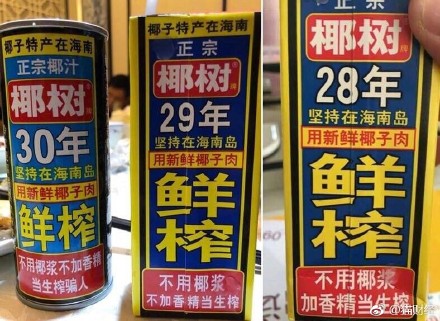 椰子特产在海南
正宗椰汁
椰树
牌
30年
坚持在海南岛
用新鲜椰子肉
鲜榨
不用椰浆不加香精
当生榨骗人
椰子特产在海南
正宗
椰树
牌
29年
坚持在海南岛
用新鲜椰子肉
鲜
榨
不用椰浆
不加香精当生榨
正宗
椰树
牌
28年
坚持在海南岛
用新鲜椰子肉
鲜
榨
不用椰浆
加香精当生榨